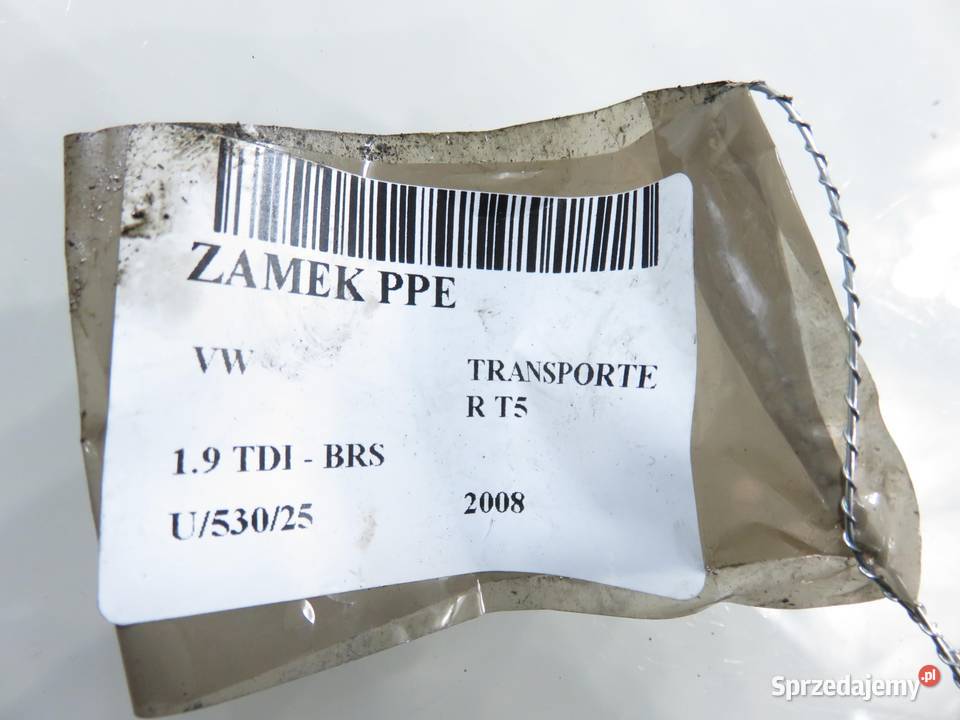 ZAMEK PPE
VW
TRANSPORTE
R T5
1.9 TDI - BRS
U/530/25
2008
Sprzedajemy.pl